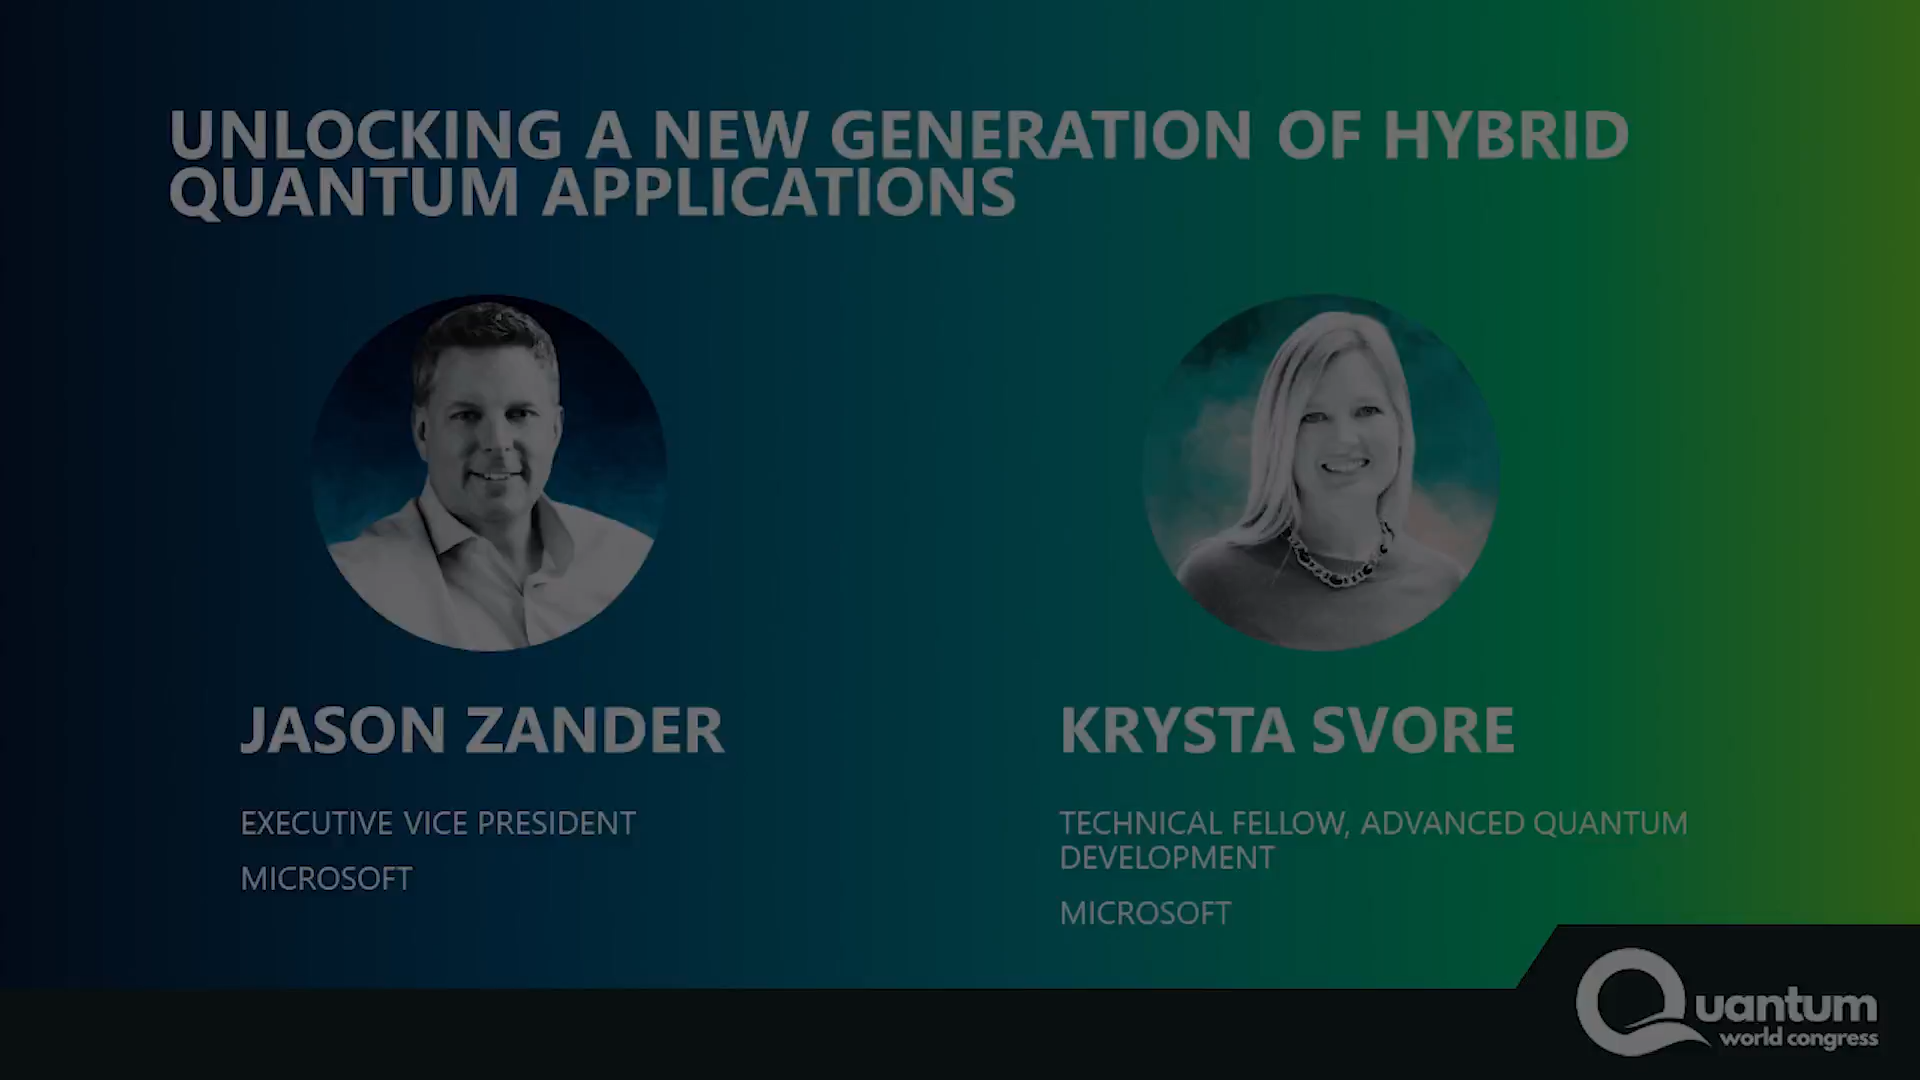 UNLOCKING A NEW GENERATION OF HYBRID
QUANTUM APPLICATIONS
JASON ZANDER
EXECUTIVE VICE PRESIDENT
MICROSOFT
KRYSTA SVORE
TECHNICAL FELLOW, ADVANCED QUANTUM
DEVELOPMENT
MICROSOFT
Quantum
world congress